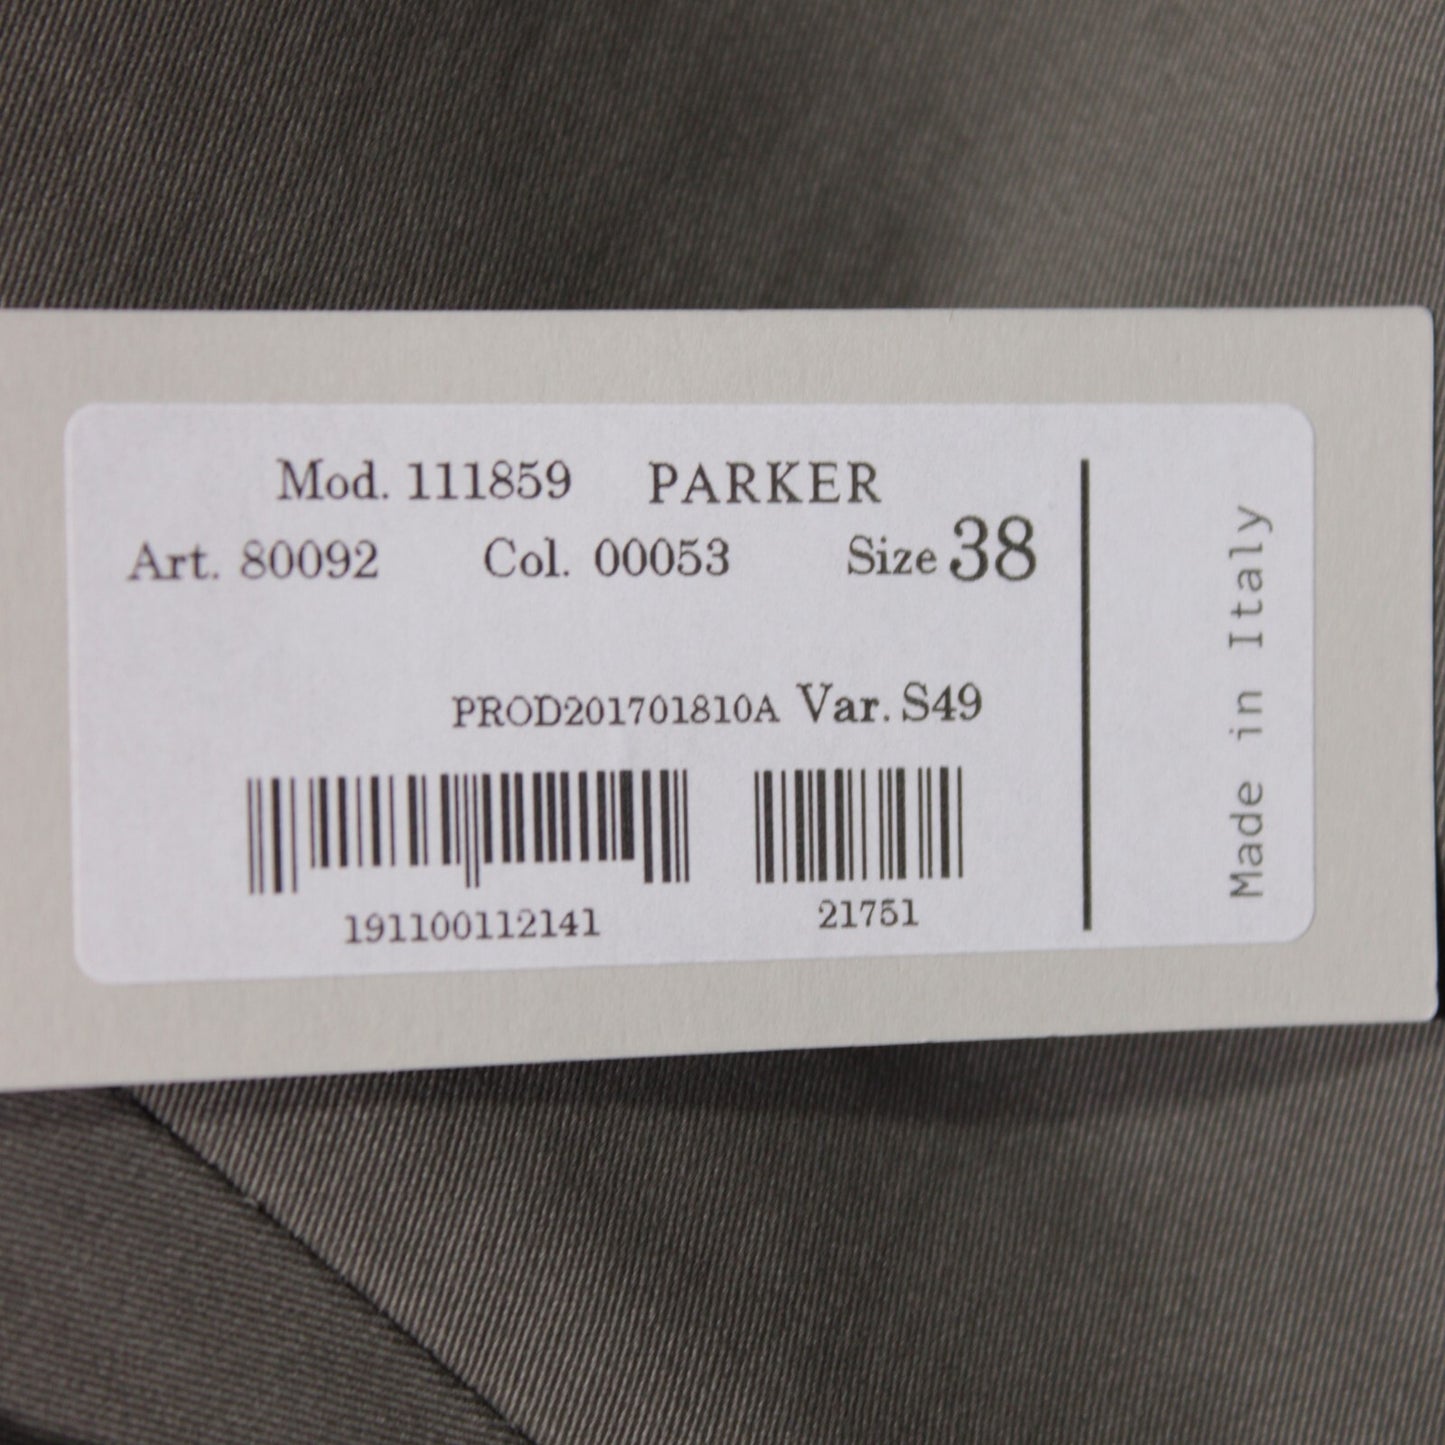 Mod. 111859 PARKER
Art. 80092 Col. 00053 Size 38
PROD201701810A Var. S49
191100112141 21751
Made in Italy